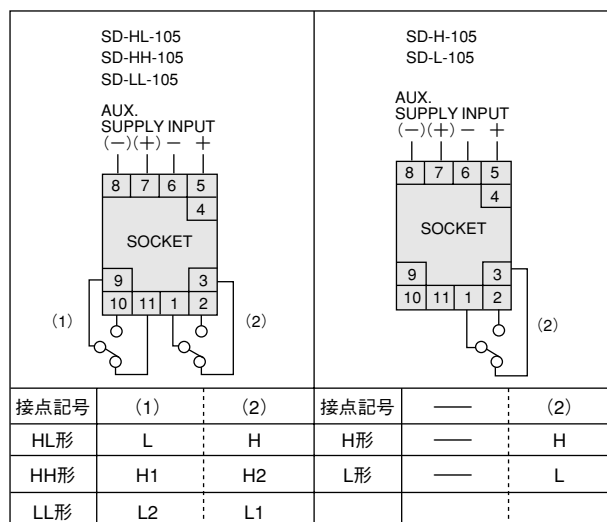 SD-HL-105
SD-HH-105
SD-LL-105
AUX.
SUPPLY INPUT
(−)(+) − +
8 7 6 5
4
SOCKET
9 3
10 11 1 2
(1) (2)
接点記号 (1) (2)
HL形 L H
HH形 H1 H2
LL形 L2 L1
SD-H-105
SD-L-105
AUX.
SUPPLY INPUT
(−)(+) − +
8 7 6 5
4
SOCKET
9 3
10 11 1 2
(2)
接点記号 —— (2)
H形 —— H
L形 —— L